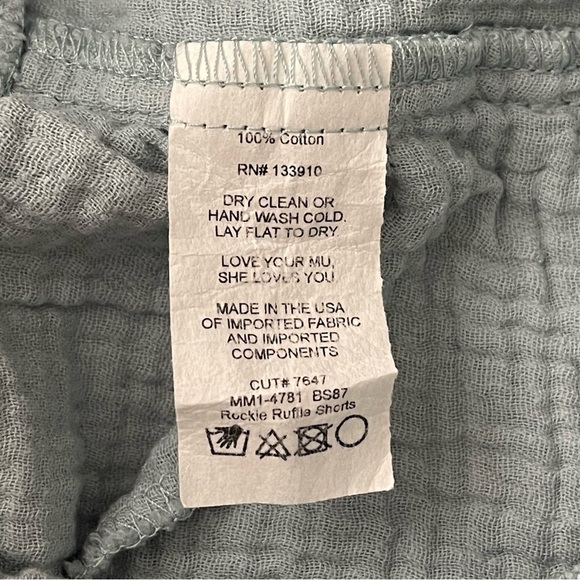 100% Cotton
RN# 133910
DRY CLEAN OR
HAND WASH COLD.
LAY FLAT TO DRY
LOVE YOUR MU,
SHE LOVES YOU
MADE IN THE USA
OF IMPORTED FABRIC
AND IMPORTED
COMPONENTS
CUT# 7647
MM1-4781 BS87
Rockie Ruffle Shorts